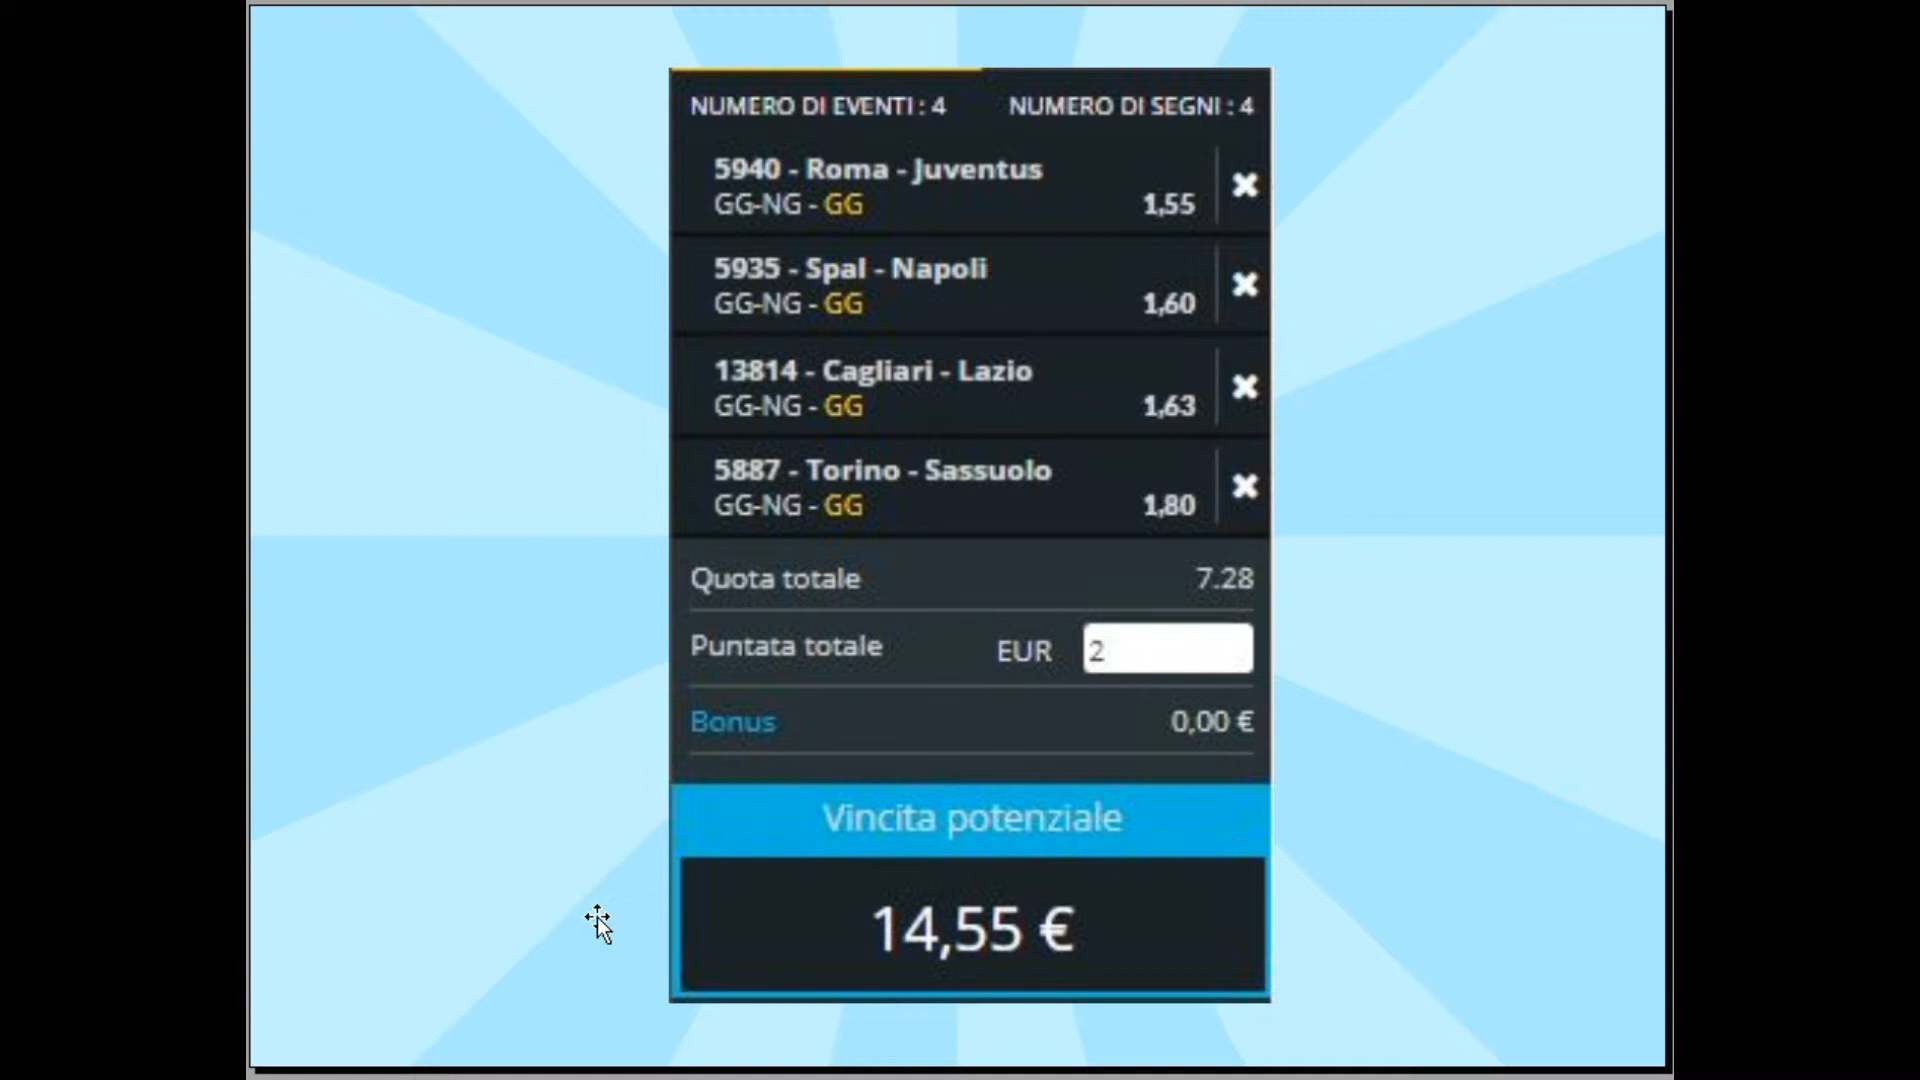 NUMERO DI EVENTI : 4 NUMERO DI SEGNI : 4
5940 - Roma - Juventus
GG-NG - GG 1,55
5935 - Spal - Napoli
GG-NG - GG 1,60
13814 - Cagliari - Lazio
GG-NG - GG 1,63
5887 - Torino - Sassuolo
GG-NG - GG 1,80
Quota totale 7.28
Puntata totale EUR 2
Bonus 0,00 €
Vincita potenziale
14,55 €